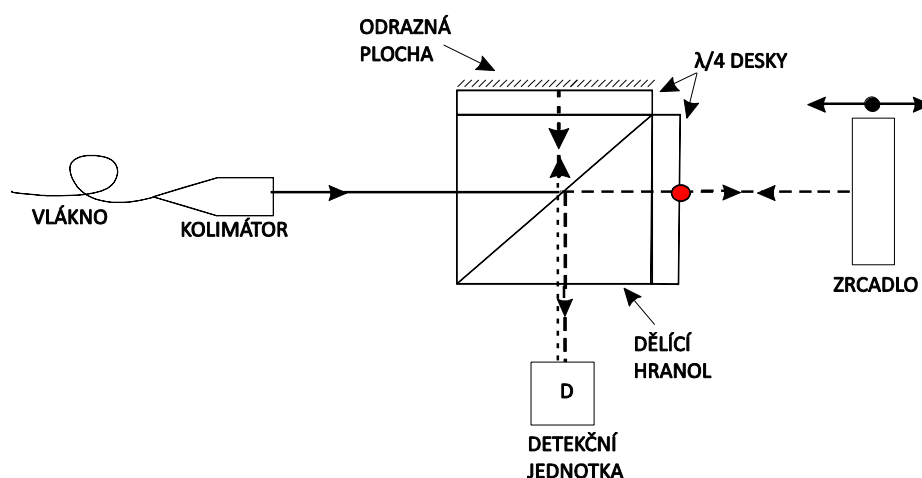 ODRAZNÁ
PLOCHA
λ/4 DESKY
VLÁKNO
KOLIMÁTOR
ZRCADLO
DĚLÍCÍ
HRANOL
D
DETEKČNÍ
JEDNOTKA